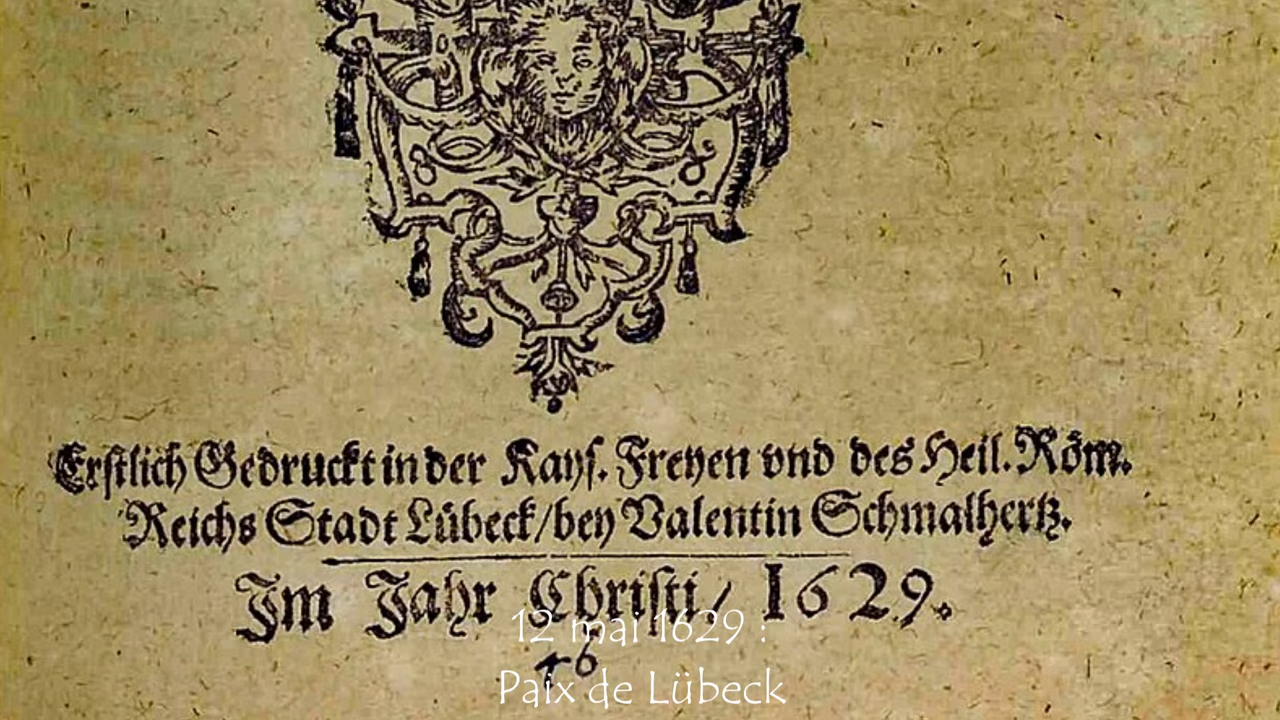 Erstlich Gedruckt in der Kays. Freyen vnd des Heil. Röm.
Reichs Stadt Lübeck/bey Valentin Schmalhertz.
Im Jahr Christi/ 1629.
46
12 mai 1629 :
Paix de Lübeck